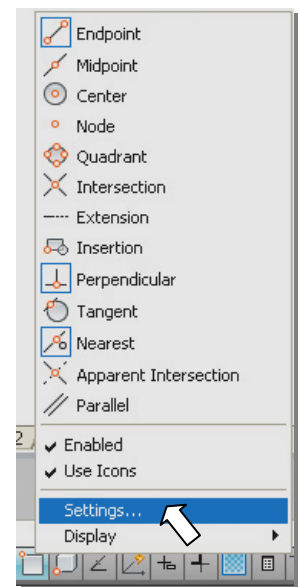 Endpoint
Midpoint
Center
Node
Quadrant
Intersection
Extension
Insertion
Perpendicular
Tangent
Nearest
Apparent Intersection
Parallel
2
Enabled
Use Icons
Settings...
Display